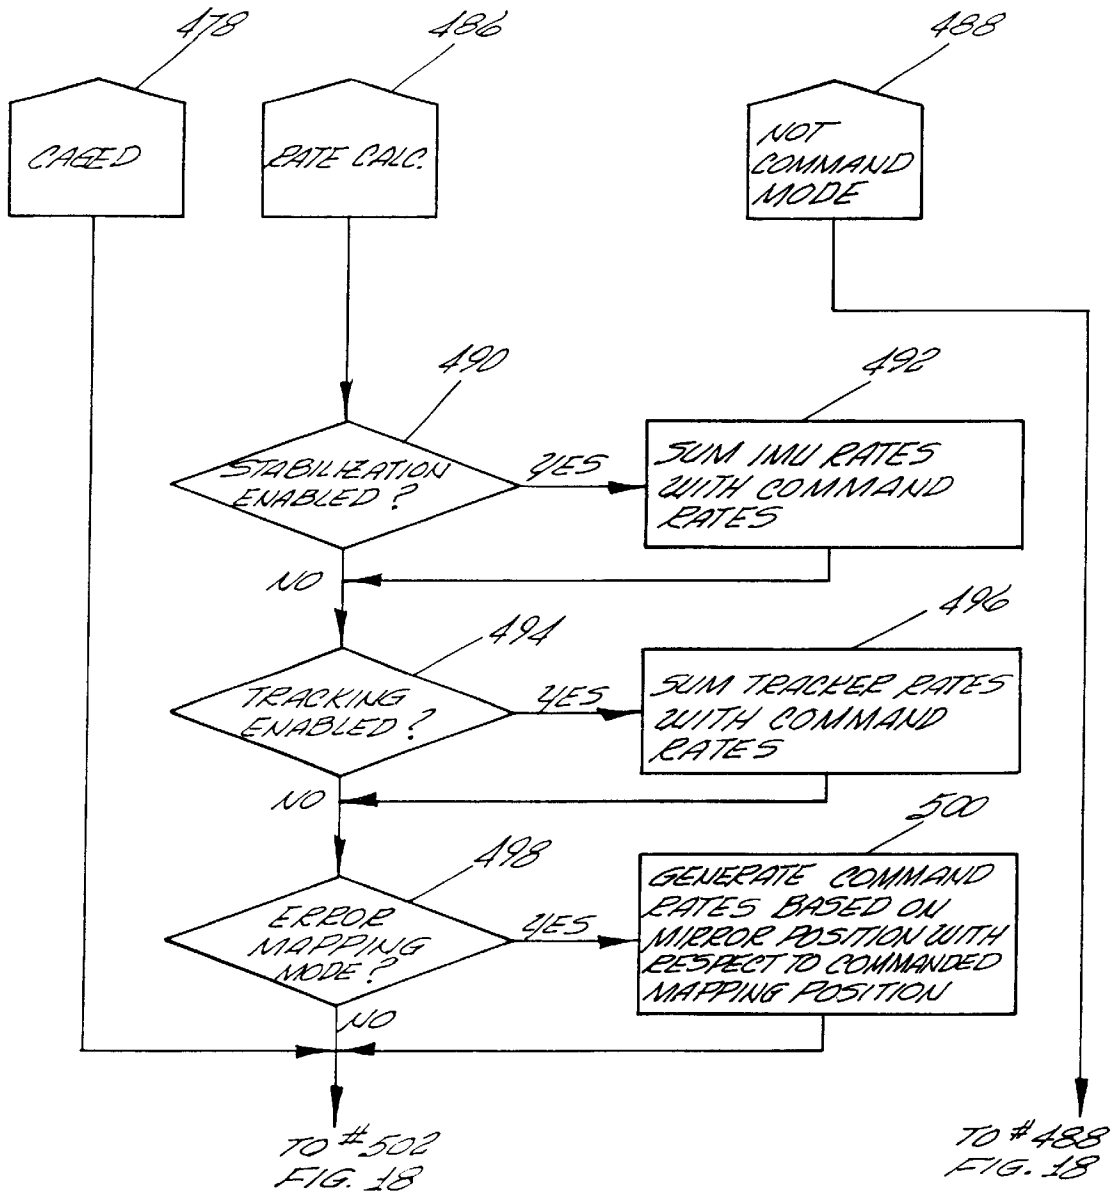 478
486
488
CAGED
RATE CALC.
NOT
COMMAND
MODE
490
492
STABILIZATION
ENABLED?
YES
SUM IMU RATES
WITH COMMAND
RATES
NO
494
496
TRACKING
ENABLED?
YES
SUM TRACKER RATES
WITH COMMAND
RATES
NO
498
500
ERROR
MAPPING
MODE?
YES
GENERATE COMMAND
RATES BASED ON
MIRROR POSITION WITH
RESPECT TO COMMANDED
MAPPING POSITION
NO
TO #502
FIG. 18
TO #488
FIG. 18